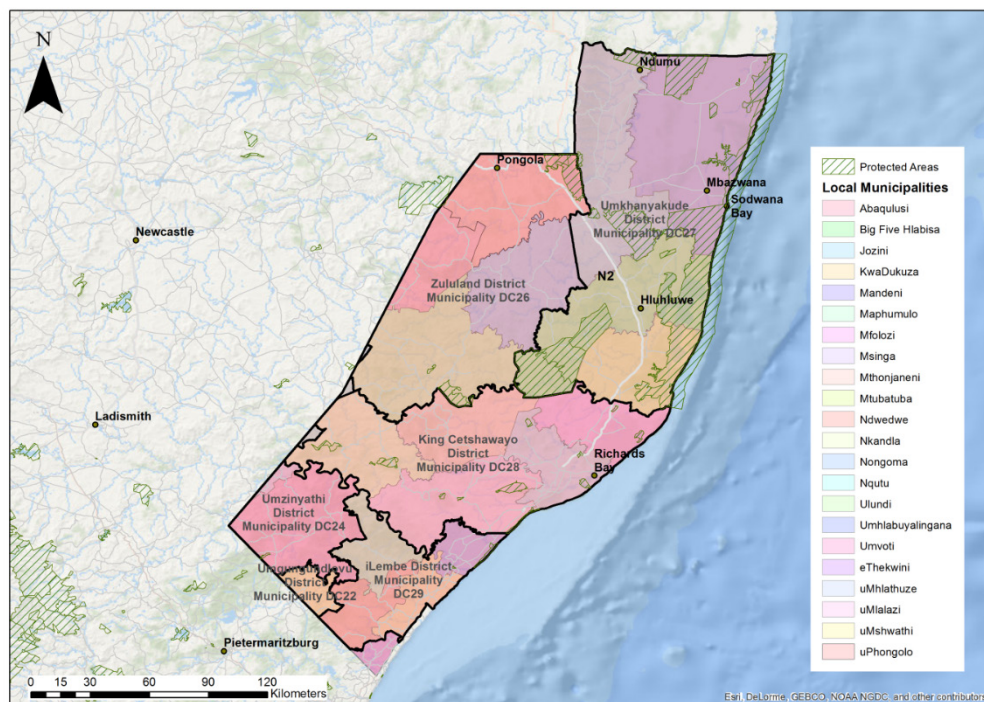 N
Ndumu
Pongola
Mbazwana
Umkhanyakude
District
Municipality DC27
Sodwana
Bay
Newcastle
N2
Zululand District
Municipality DC26
Hluhluwe
Ladismith
King Cetshawayo
District
Municipality DC28
Richards
Bay
Umzinyathi
District
Municipality DC24
Umgungundlovu
District
Municipality DC22
iLembe District
Municipality
DC29
Pietermaritzburg
0 15 30 60 90 120
Kilometers
Protected Areas
Local Municipalities
Abaqulusi
Big Five Hlabisa
Jozini
KwaDukuza
Mandeni
Maphumulo
Mfolozi
Msinga
Mthonjaneni
Mtubatuba
Ndwedwe
Nkandla
Nongoma
Nqutu
Ulundi
Umhlabuyalingana
Umvoti
eThekwini
uMhlathuze
uMlalazi
uMshwathi
uPhongolo
Esri, DeLorme, GEBCO, NOAA NGDC, and other contributors